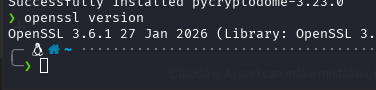 Successfully installed pycryptodome-3.23.0
❯ openssl version
OpenSSL 3.6.1 27 Jan 2026 (Library: OpenSSL 3.
~
❯